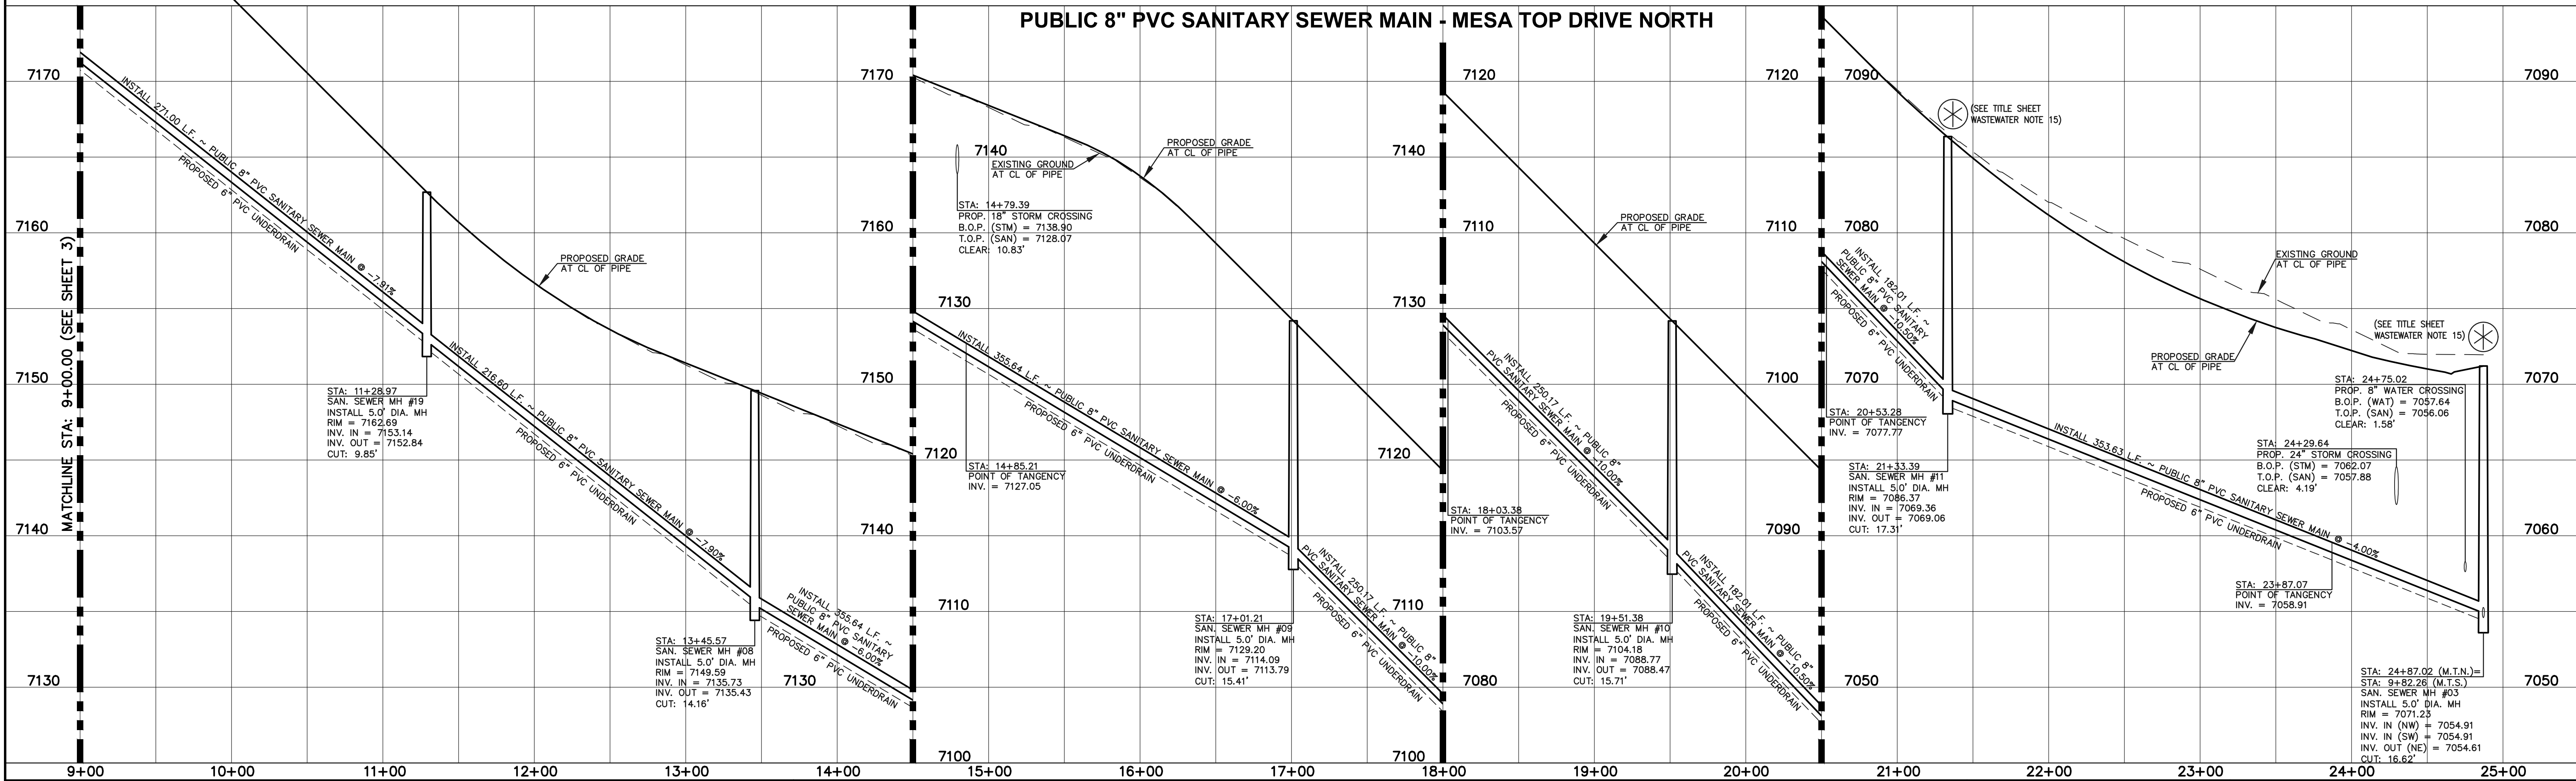 PUBLIC 8" PVC SANITARY SEWER MAIN - MESA TOP DRIVE NORTH
MATCHLINE STA: 9+00.00 (SEE SHEET 3)
7170
7160
7150
7140
7130
INSTALL 271.00 L.F. ~ PUBLIC 8" PVC SANITARY SEWER MAIN @ -7.91%
PROPOSED 6" PVC UNDERDRAIN
STA: 11+28.97
SAN. SEWER MH #19
INSTALL 5.0' DIA. MH
RIM = 7162.69
INV. IN = 7153.14
INV. OUT = 7152.84
CUT: 9.85'
PROPOSED GRADE
AT CL OF PIPE
INSTALL 216.60 L.F. ~ PUBLIC 8" PVC SANITARY SEWER MAIN @ -7.90%
PROPOSED 6" PVC UNDERDRAIN
STA: 13+45.57
SAN. SEWER MH #08
INSTALL 5.0' DIA. MH
RIM = 7149.59
INV. IN = 7135.73
INV. OUT = 7135.43
CUT: 14.16'
INSTALL 355.64 L.F. ~
PUBLIC 8" PVC SANITARY
SEWER MAIN @ -6.00%
PROPOSED 6" PVC UNDERDRAIN
7170
7160
7150
7140
7130
7140
7130
7120
7110
7100
EXISTING GROUND
AT CL OF PIPE
PROPOSED GRADE
AT CL OF PIPE
STA: 14+79.39
PROP. 18" STORM CROSSING
B.O.P. (STM) = 7138.90
T.O.P. (SAN) = 7128.07
CLEAR: 10.83'
INSTALL 355.64 L.F. ~ PUBLIC 8" PVC SANITARY SEWER MAIN @ -6.00%
PROPOSED 6" PVC UNDERDRAIN
STA: 14+85.21
POINT OF TANGENCY
INV. = 7127.05
STA: 17+01.21
SAN. SEWER MH #09
INSTALL 5.0' DIA. MH
RIM = 7129.20
INV. IN = 7114.09
INV. OUT = 7113.79
CUT: 15.41'
INSTALL 250.17 L.F. ~ PUBLIC 8"
PVC SANITARY SEWER MAIN @ -10.00%
PROPOSED 6" PVC UNDERDRAIN
7140
7130
7120
7110
7100
7120
7110
7080
PROPOSED GRADE
AT CL OF PIPE
INSTALL 250.17 L.F. ~ PUBLIC 8"
PVC SANITARY SEWER MAIN @ -10.00%
PROPOSED 6" PVC UNDERDRAIN
STA: 18+03.38
POINT OF TANGENCY
INV. = 7103.57
STA: 19+51.38
SAN. SEWER MH #10
INSTALL 5.0' DIA. MH
RIM = 7104.18
INV. IN = 7088.77
INV. OUT = 7088.47
CUT: 15.71'
INSTALL 182.01 L.F. ~ PUBLIC 8"
PVC SANITARY SEWER MAIN @ -10.50%
PROPOSED 6" PVC UNDERDRAIN
7120
7110
7100
7090
7090
7080
7070
(SEE TITLE SHEET
WASTEWATER NOTE 15)
INSTALL 182.01 L.F. ~
PUBLIC 8" PVC SANITARY
SEWER MAIN @ -10.50%
PROPOSED 6" PVC UNDERDRAIN
STA: 20+53.28
POINT OF TANGENCY
INV. = 7077.77
STA: 21+33.39
SAN. SEWER MH #11
INSTALL 5.0' DIA. MH
RIM = 7086.37
INV. IN = 7069.36
INV. OUT = 7069.06
CUT: 17.31'
INSTALL 353.63 L.F. ~ PUBLIC 8" PVC SANITARY SEWER MAIN @ -4.00%
PROPOSED 6" PVC UNDERDRAIN
EXISTING GROUND
AT CL OF PIPE
PROPOSED GRADE
AT CL OF PIPE
(SEE TITLE SHEET
WASTEWATER NOTE 15)
STA: 24+75.02
PROP. 8" WATER CROSSING
B.O.P. (WAT) = 7057.64
T.O.P. (SAN) = 7056.06
CLEAR: 1.58'
STA: 24+29.64
PROP. 24" STORM CROSSING
B.O.P. (STM) = 7062.07
T.O.P. (SAN) = 7057.88
CLEAR: 4.19'
STA: 23+87.07
POINT OF TANGENCY
INV. = 7058.91
STA: 24+87.02 (M.T.N.)=
STA: 9+82.26 (M.T.S.)
SAN. SEWER MH #03
INSTALL 5.0' DIA. MH
RIM = 7071.23
INV. IN (NW) = 7054.91
INV. IN (SW) = 7054.91
INV. OUT (NE) = 7054.61
CUT: 16.62'
7090
7080
7070
7060
7050
7050
9+00
10+00
11+00
12+00
13+00
14+00
15+00
16+00
17+00
18+00
19+00
20+00
21+00
22+00
23+00
24+00
25+00